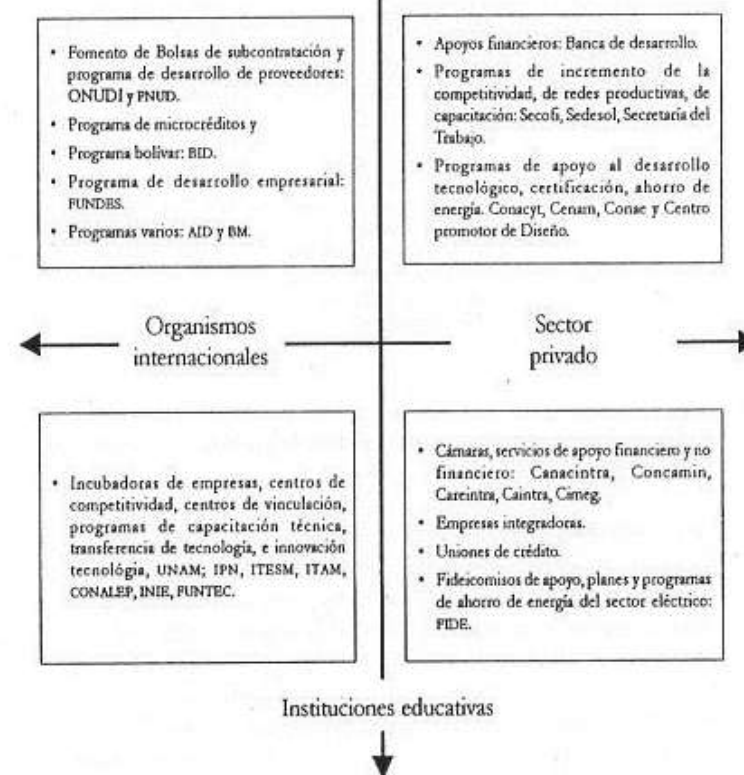 • Fomento de Bolsas de subcontratación y
programa de desarrollo de proveedores:
ONUDI y PNUD.
• Programa de microcréditos y
• Programa bolívar: BID.
• Programa de desarrollo empresarial:
FUNDES.
• Programas varios: AID y BM.
• Apoyos financieros: Banca de desarrollo.
• Programas de incremento de la
competitividad, de redes productivas, de
capacitación: Secofi, Sedesol, Secretaría del
Trabajo.
• Programas de apoyo al desarrollo
tecnológico, certificación, ahorro de
energía. Conacyt, Cenam, Conae y Centro
promotor de Diseño.
Organismos
internacionales
Sector
privado
• Incubadoras de empresas, centros de
competitividad, centros de vinculación,
programas de capacitación técnica,
transferencia de tecnología, e innovación
tecnológia, UNAM; IPN, ITESM, ITAM,
CONALEP, INIE, FUNTEC.
• Cámaras, servicios de apoyo financiero y no
financiero: Canacintra, Concamin,
Careintra, Caintra, Cimeg.
• Empresas integradoras.
• Uniones de crédito.
• Fideicomisos de apoyo, planes y programas
de ahorro de energía del sector eléctrico:
FIDE.
Instituciones educativas